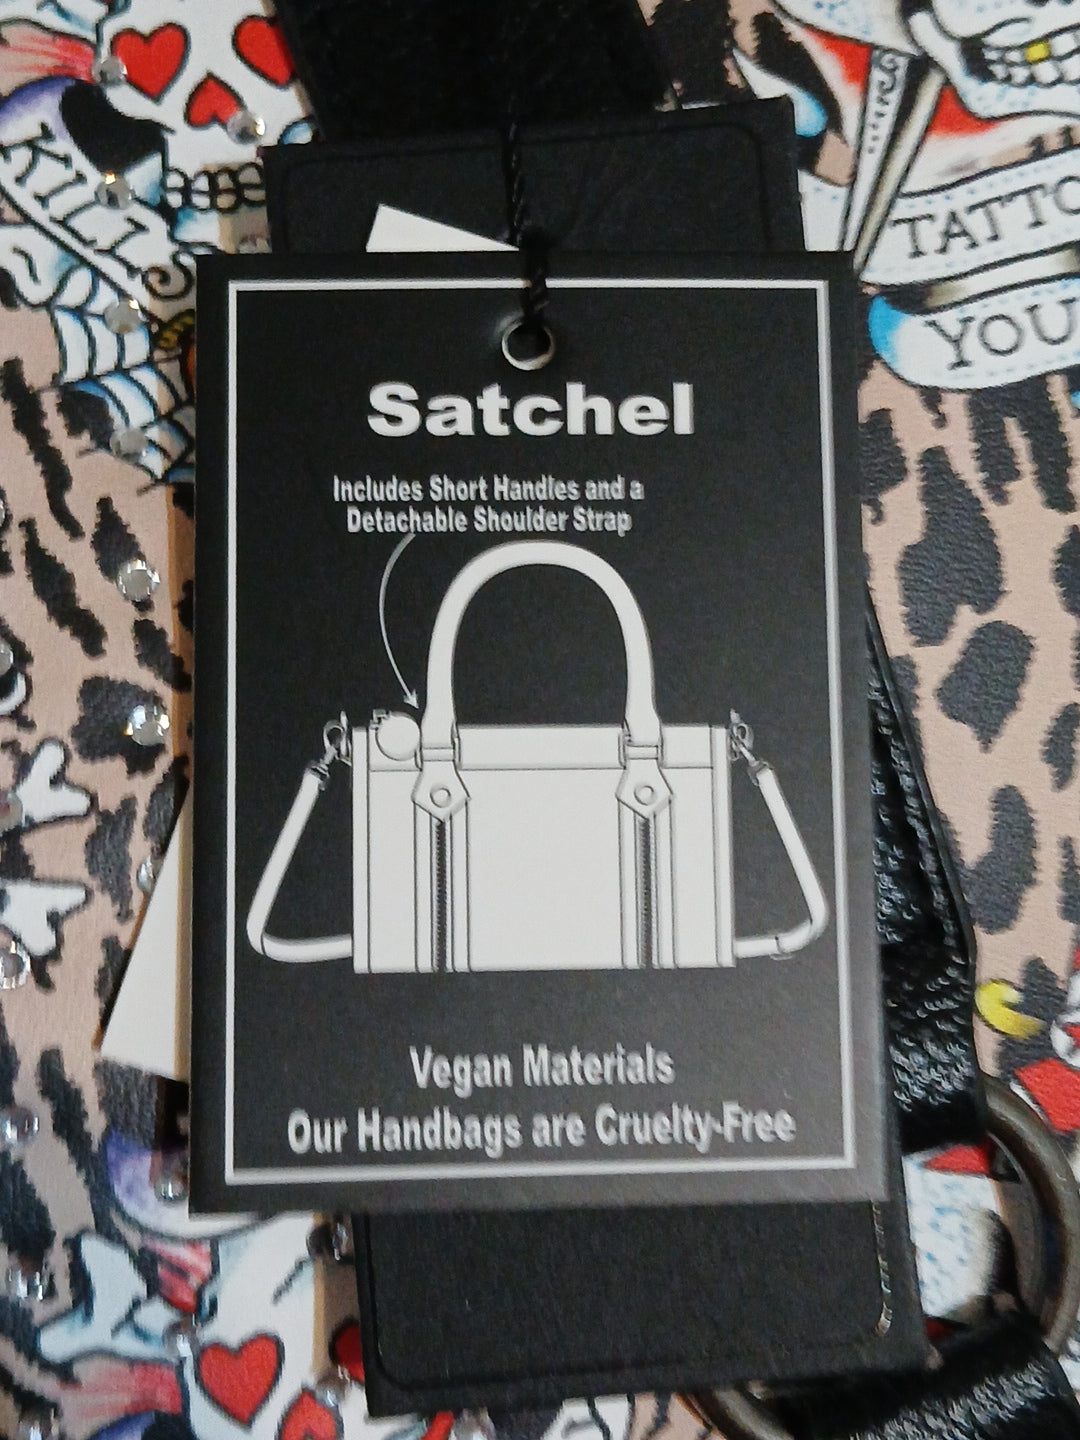 KILL
TATTO
YOU
Satchel
Includes Short Handles and a
Detachable Shoulder Strap
Vegan Materials
Our Handbags are Cruelty-Free